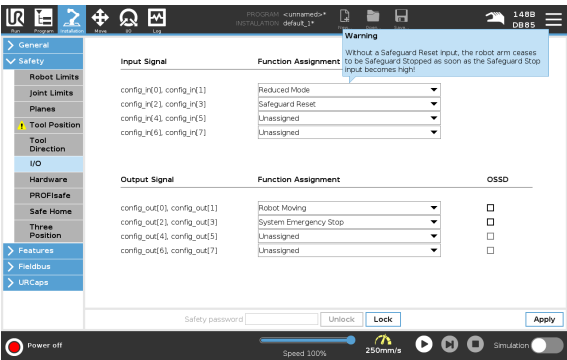 PROGRAM <unnamed>*
INSTALLATION default_1*
148B
DB85
Run
Program
Installation
Move
I/O
Log
Save
Warning
Without a Safeguard Reset input, the robot arm ceases
to be Safeguard Stopped as soon as the Safeguard Stop
input becomes high!
General
Safety
Robot Limits
Joint Limits
Planes
Tool Position
Tool
Direction
I/O
Hardware
PROFIsafe
Safe Home
Three
Position
Features
Fieldbus
URCaps
Input Signal Function Assignment
config_in[0], config_in[1] Reduced Mode
config_in[2], config_in[3] Safeguard Reset
config_in[4], config_in[5] Unassigned
config_in[6], config_in[7] Unassigned
Output Signal Function Assignment OSSD
config_out[0], config_out[1] Robot Moving
config_out[2], config_out[3] System Emergency Stop
config_out[4], config_out[5] Unassigned
config_out[6], config_out[7] Unassigned
Safety password Unlock Lock Apply
Power off
Speed 100%
250mm/s
Simulation